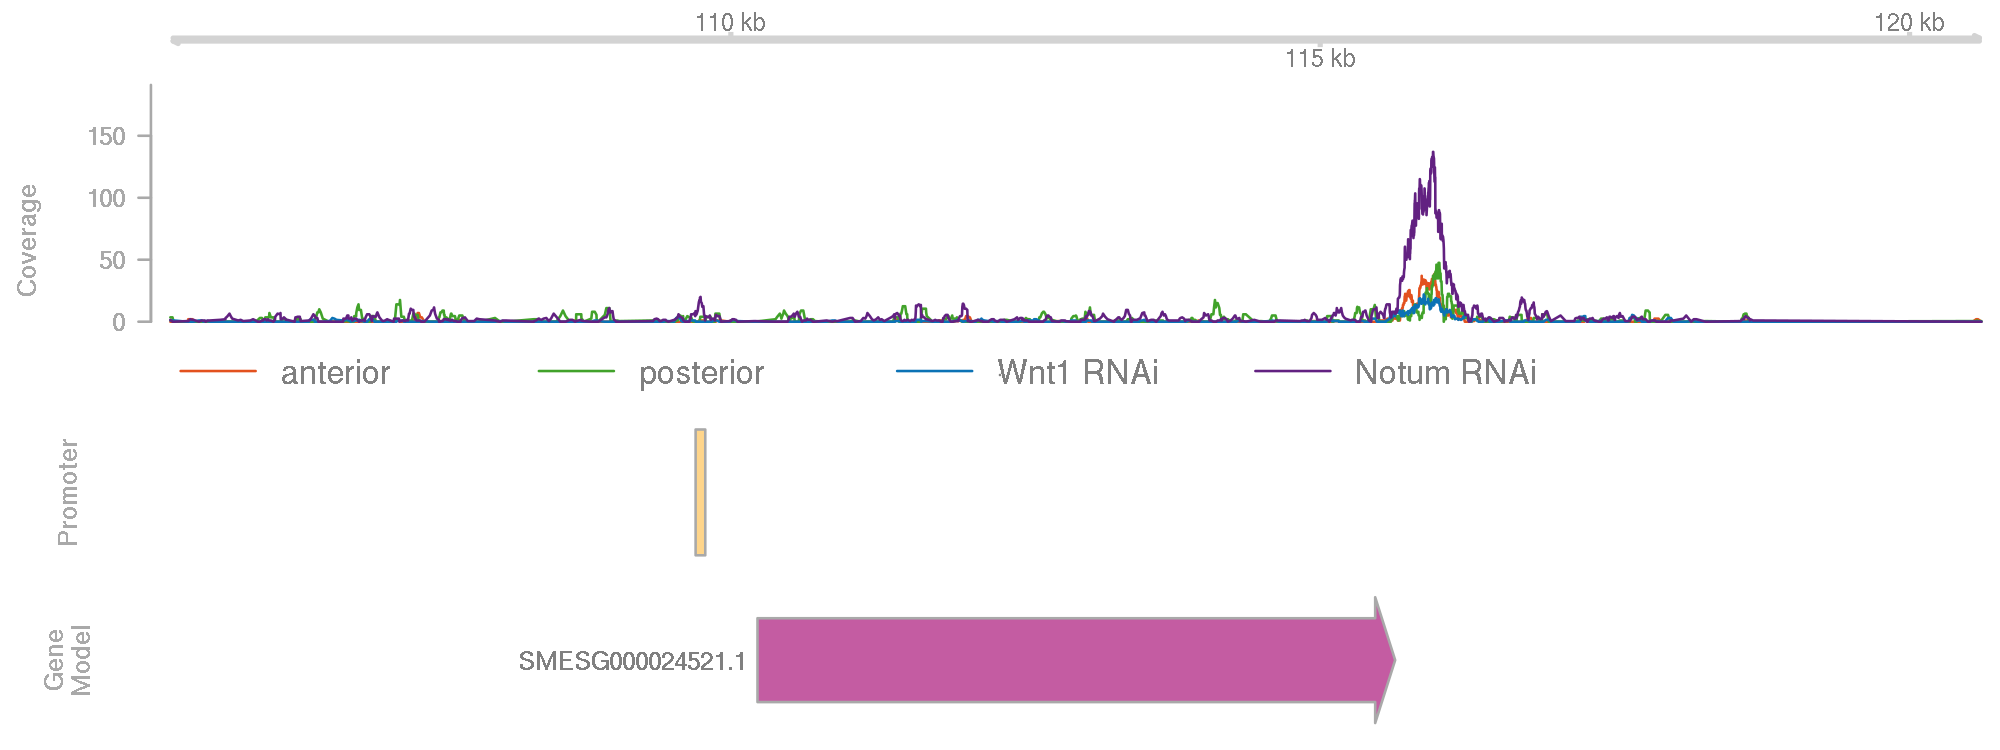 110 kb
120 kb
115 kb
Coverage
150
100
50
0
anterior
posterior
Wnt1 RNAi
Notum RNAi
Promoter
Gene
Model
SMESG000024521.1